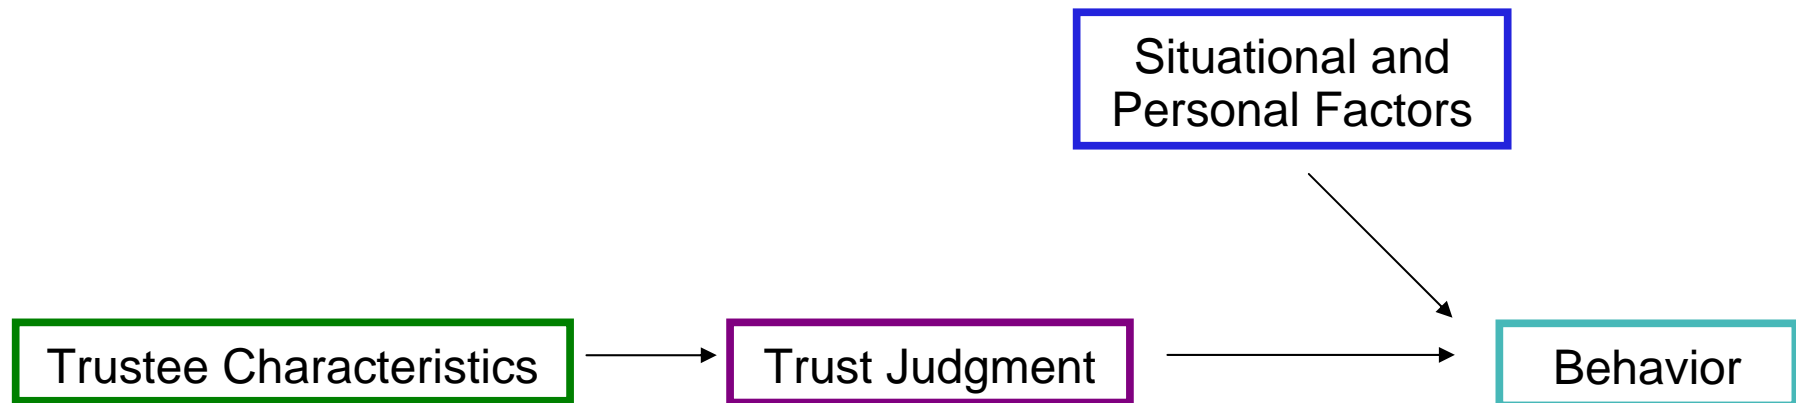 Situational and
Personal Factors
Trustee Characteristics
Trust Judgment
Behavior